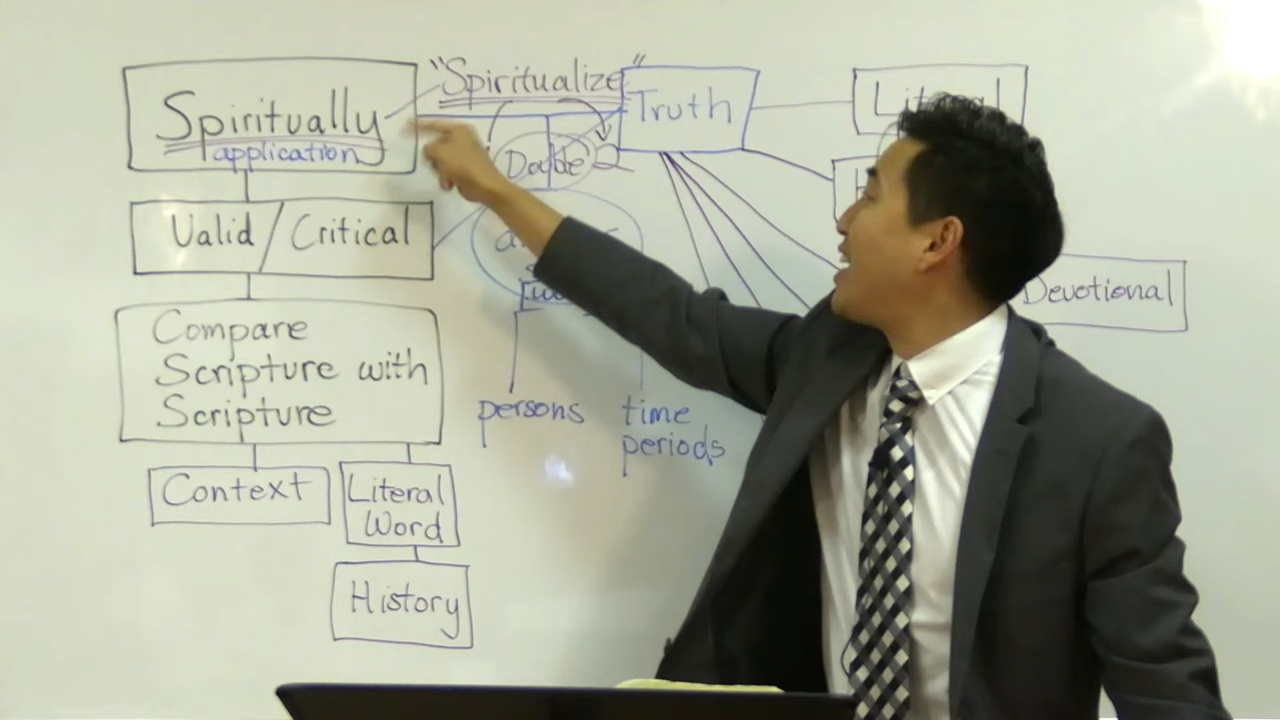 Spiritually
application
"Spiritualize"
Truth
Valid / Critical
Compare
Scripture with
Scripture
Context
Literal
Word
History
persons
time
periods
Devotional